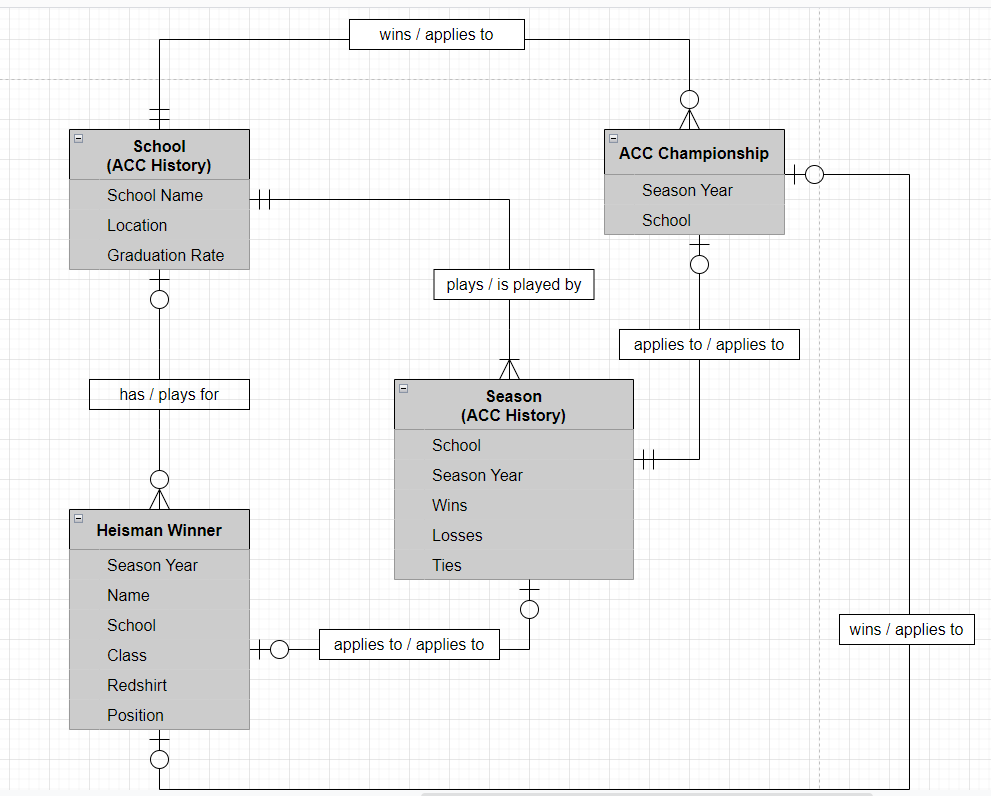 wins / applies to
School
(ACC History)
School Name
Location
Graduation Rate
ACC Championship
Season Year
School
plays / is played by
applies to / applies to
has / plays for
Season
(ACC History)
School
Season Year
Wins
Losses
Ties
Heisman Winner
Season Year
Name
School
Class
Redshirt
Position
applies to / applies to
wins / applies to